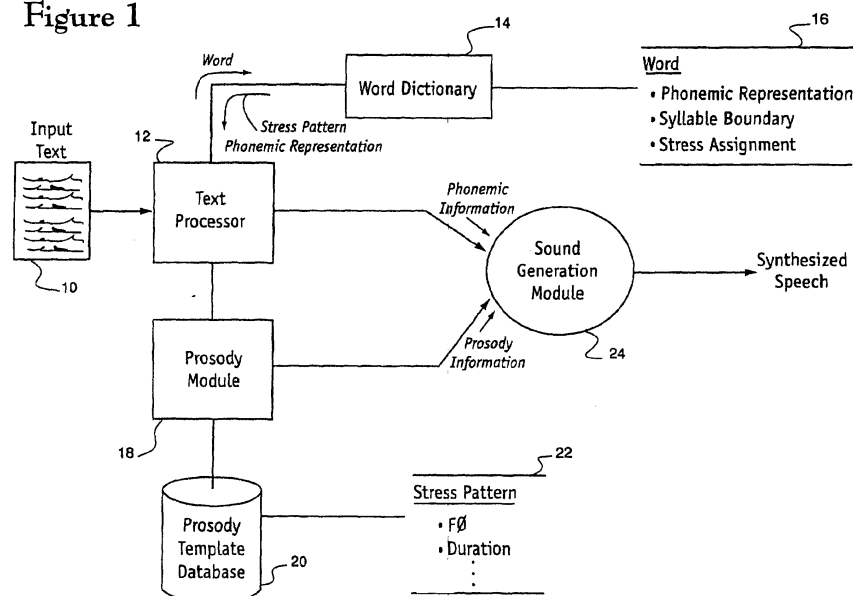 Figure 1
14
16
Word
Word Dictionary
Word
• Phonemic Representation
• Syllable Boundary
• Stress Assignment
Stress Pattern
Phonemic Representation
Input
Text
12
Text
Processor
10
Phonemic
Information
Sound
Generation
Module
Synthesized
Speech
24
Prosody
Information
Prosody
Module
18
22
Stress Pattern
• FØ
• Duration
Prosody
Template
Database
20